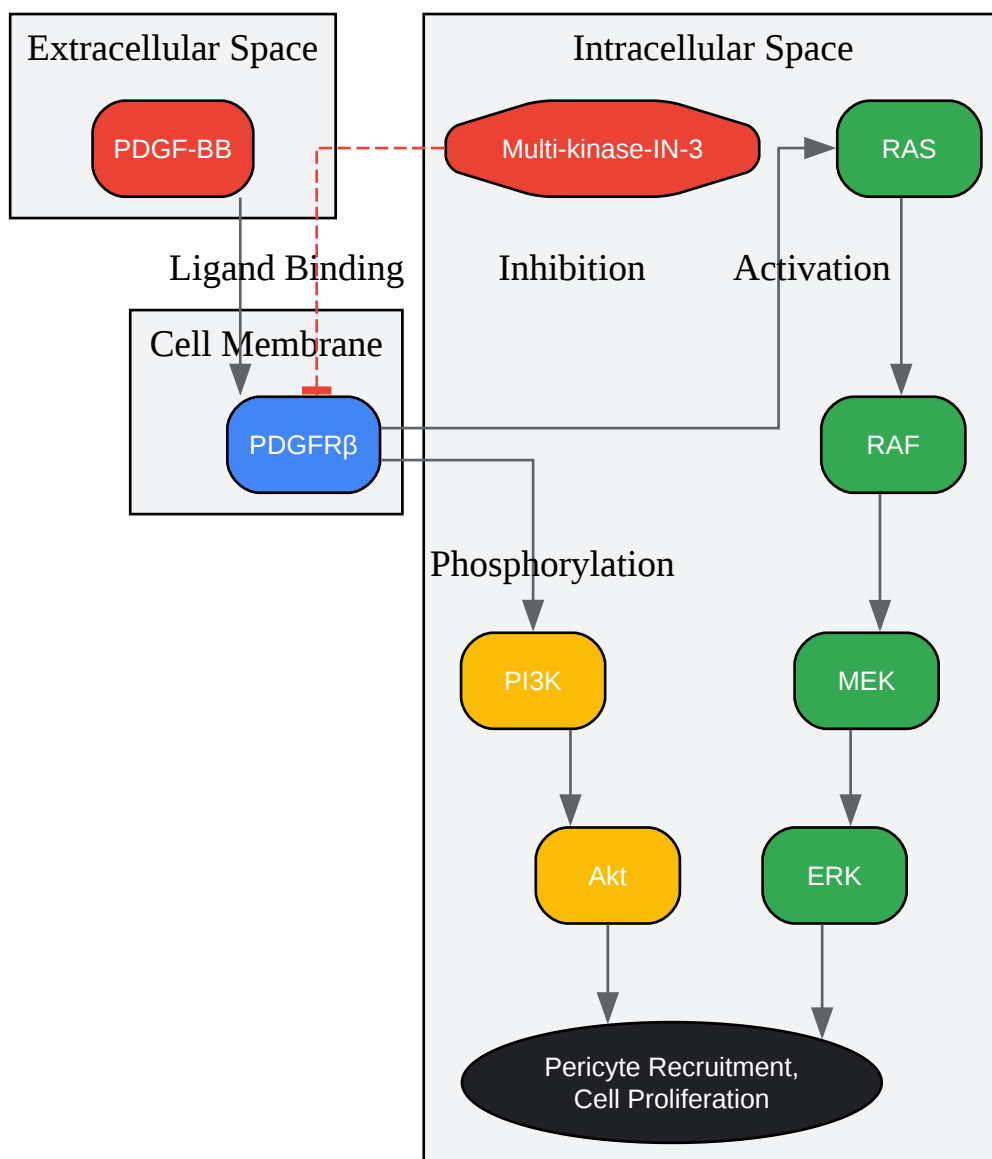 Extracellular Space
Intracellular Space
PDGF-BB
Multi-kinase-IN-3
RAS
Ligand Binding
Inhibition
Activation
Cell Membrane
PDGFRβ
RAF
Phosphorylation
PI3K
MEK
Akt
ERK
Pericyte Recruitment,
Cell Proliferation